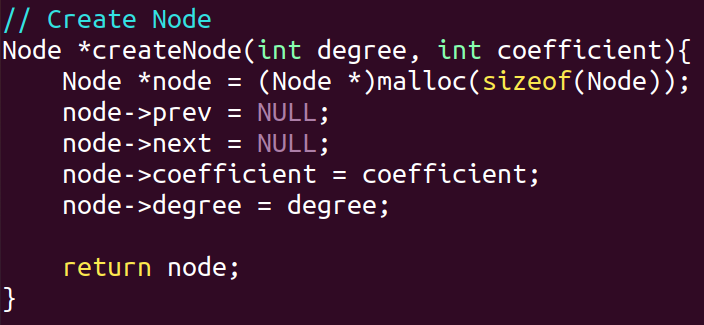 // Create Node
Node *createNode(int degree, int coefficient){
    Node *node = (Node *)malloc(sizeof(Node));
    node->prev = NULL;
    node->next = NULL;
    node->coefficient = coefficient;
    node->degree = degree;

    return node;
}